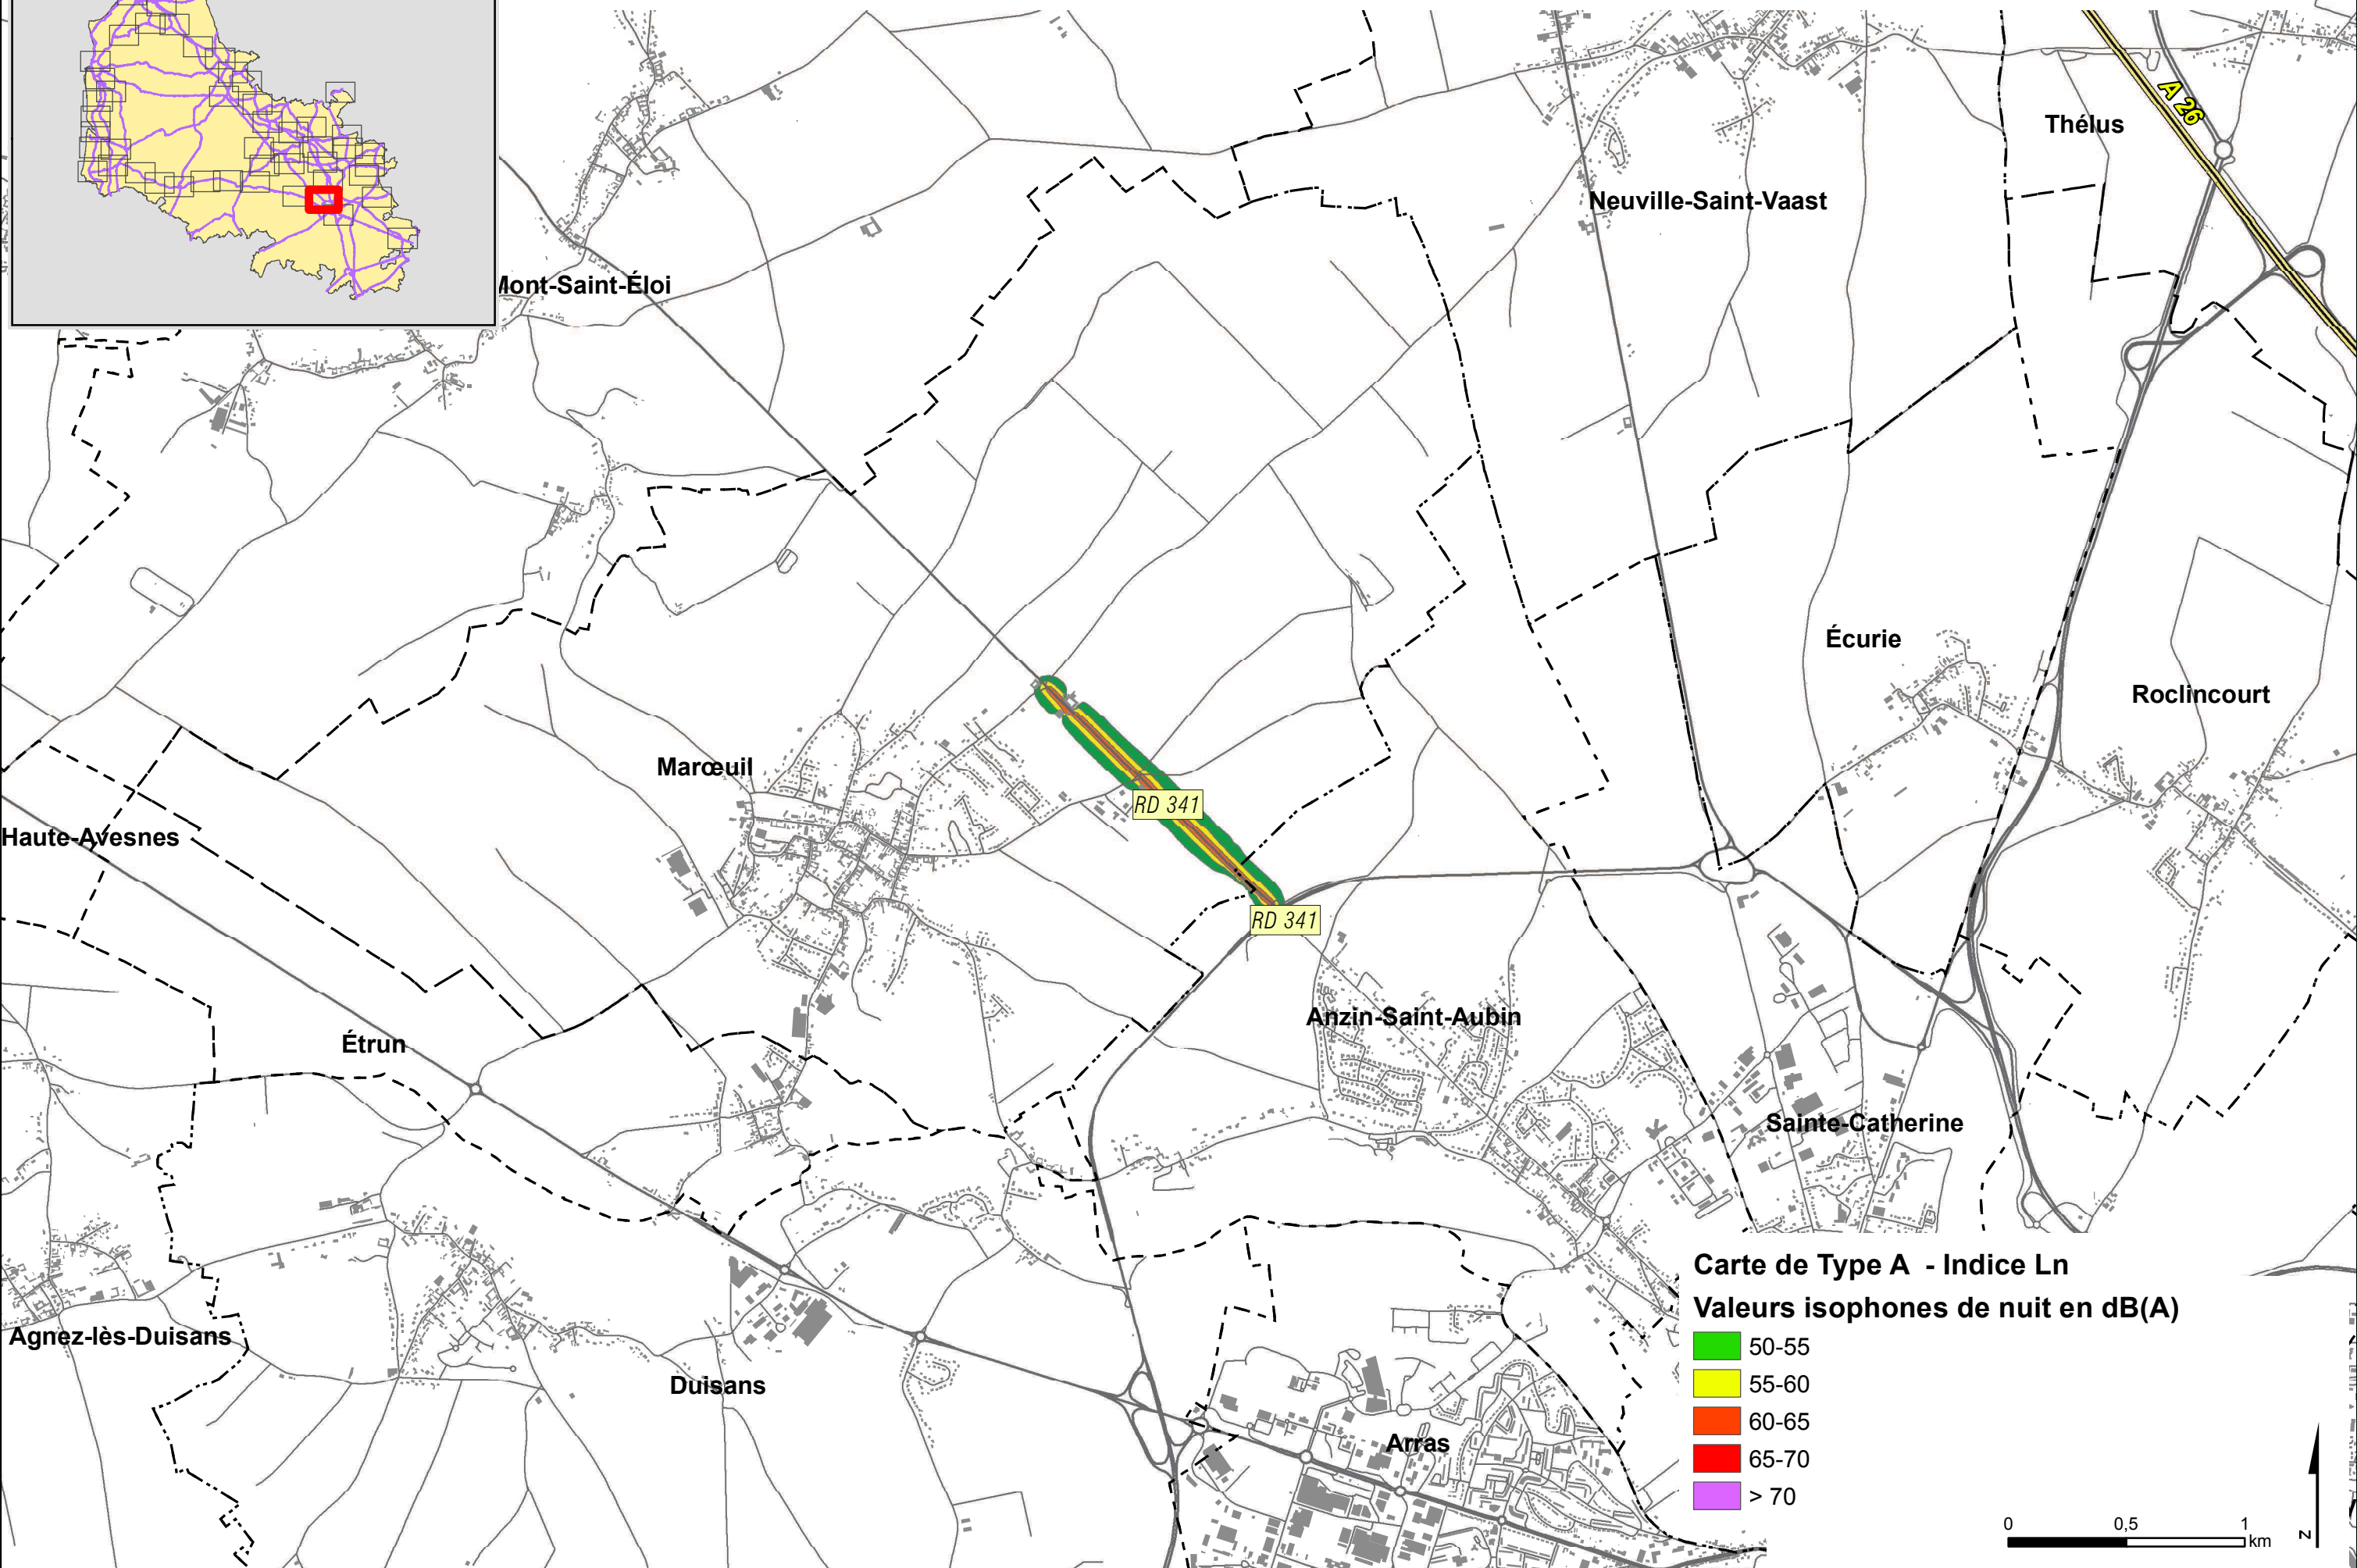 A 26
Thélus
Neuville-Saint-Vaast
Mont-Saint-Éloi
Écurie
Roclincourt
Marœuil
RD 341
Haute-Avesnes
RD 341
Anzin-Saint-Aubin
Étrun
Sainte-Catherine
Agnez-lès-Duisans
Duisans
Arras
Carte de Type A - Indice Ln
Valeurs isophones de nuit en dB(A)
50-55
55-60
60-65
65-70
> 70
0 0,5 1
km
N